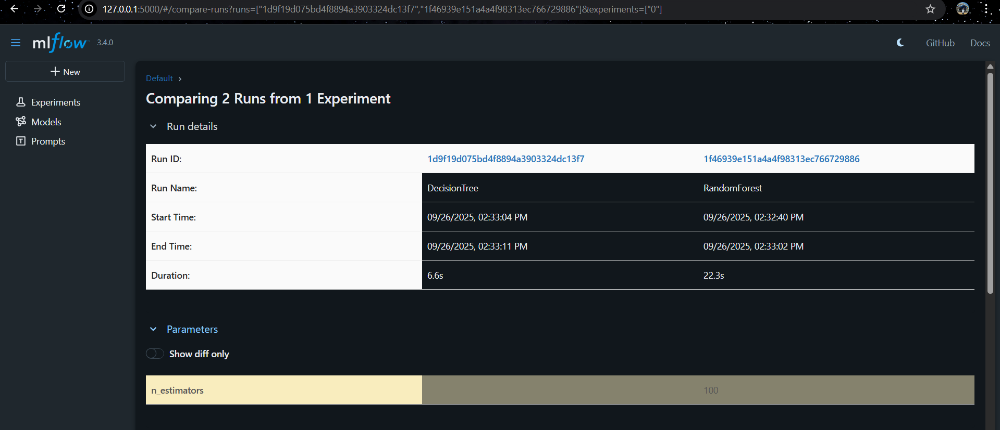 127.0.0.1:5000/#/compare-runs?runs=["1d9f19d075bd4f8894a3903324dc13f7","1f46939e151a4a4f98313ec766729886"]&experiments=["0"]
mlflow™ 3.4.0
GitHub Docs
+ New
Experiments
Models
Prompts
Default >
Comparing 2 Runs from 1 Experiment
Run details
Run ID: 1d9f19d075bd4f8894a3903324dc13f7 1f46939e151a4a4f98313ec766729886
Run Name: DecisionTree RandomForest
Start Time: 09/26/2025, 02:33:04 PM 09/26/2025, 02:32:40 PM
End Time: 09/26/2025, 02:33:11 PM 09/26/2025, 02:33:02 PM
Duration: 6.6s 22.3s
Parameters
Show diff only
n_estimators 100